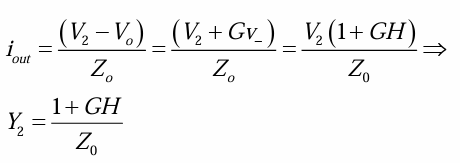 i_out = (V_2 − V_o) / Z_o = (V_2 + Gv_−) / Z_o = V_2 (1 + GH) / Z_0 ⇒
Y_2 = 1 + GH / Z_0